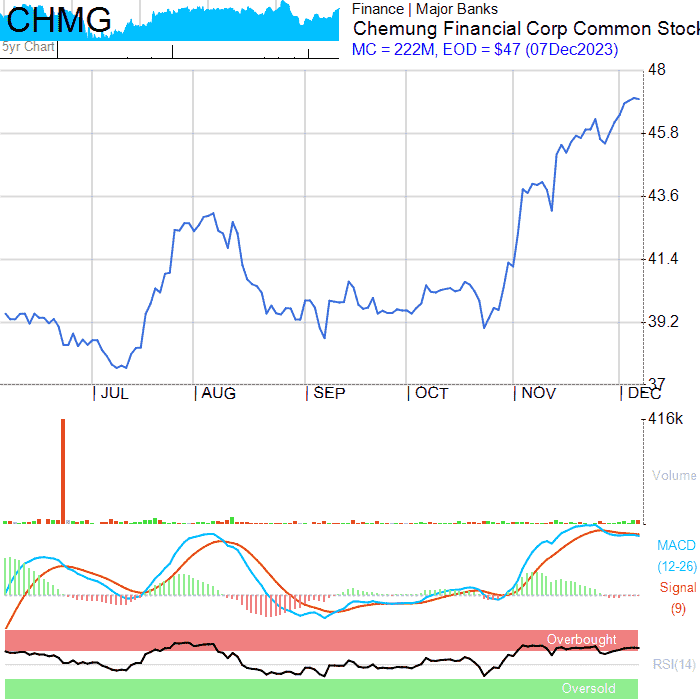 CHMG
5yr Chart
Finance | Major Banks
Chemung Financial Corp Common Stock
MC = 222M, EOD = $47 (07Dec2023)
48
45.8
43.6
41.4
39.2
37
JUL AUG SEP OCT NOV DEC
416k
Volume
MACD
(12-26)
Signal
(9)
Overbought
RSI(14)
Oversold